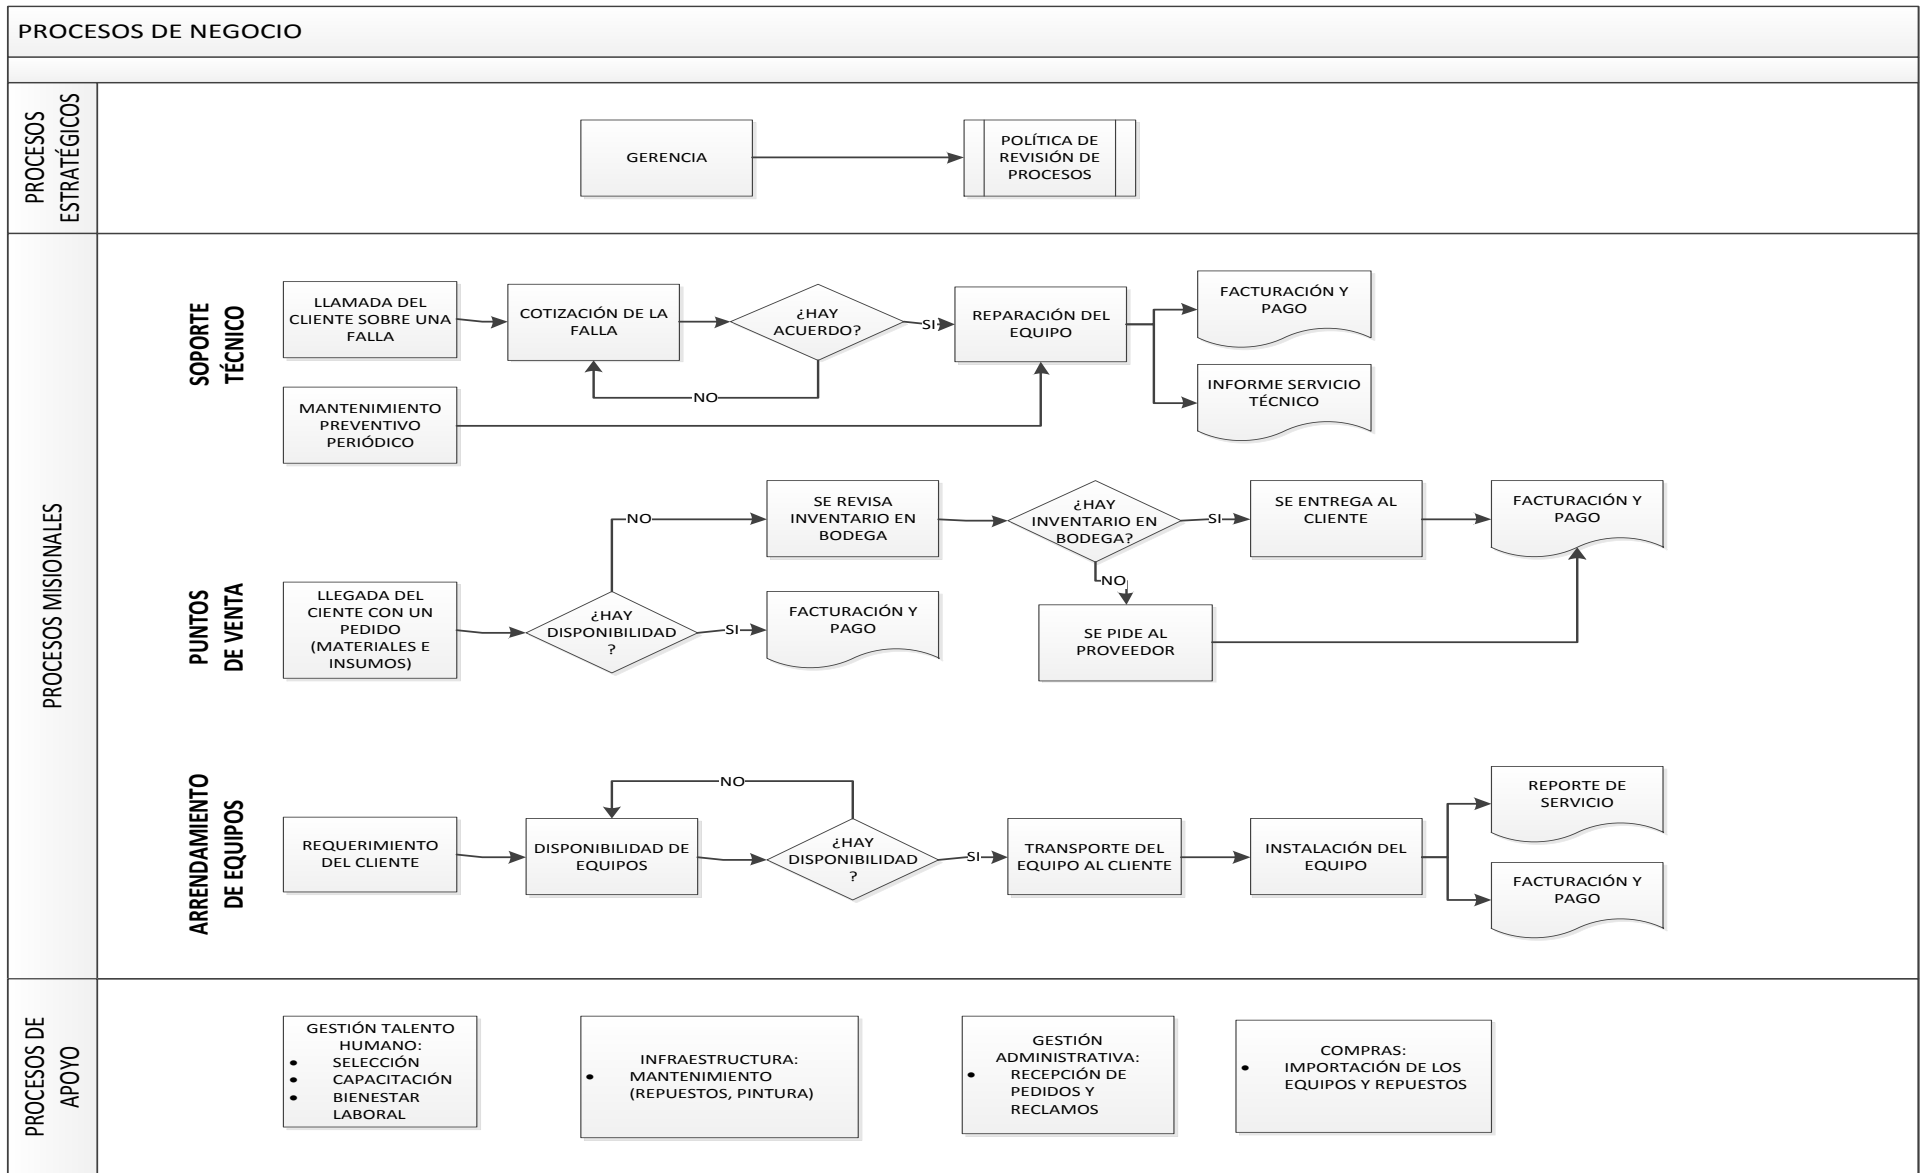 PROCESOS DE NEGOCIO
PROCESOS
ESTRATÉGICOS
GERENCIA
POLÍTICA DE
REVISIÓN DE
PROCESOS
PROCESOS MISIONALES
SOPORTE
TÉCNICO
LLAMADA DEL
CLIENTE SOBRE UNA
FALLA
COTIZACIÓN DE LA
FALLA
¿HAY
ACUERDO?
SI
NO
REPARACIÓN DEL
EQUIPO
FACTURACIÓN Y
PAGO
INFORME SERVICIO
TÉCNICO
MANTENIMIENTO
PREVENTIVO
PERIÓDICO
PUNTOS
DE VENTA
LLEGADA DEL
CIENTE CON UN
PEDIDO
(MATERIALES E
INSUMOS)
¿HAY
DISPONIBILIDAD
?
SI
FACTURACIÓN Y
PAGO
NO
SE REVISA
INVENTARIO EN
BODEGA
¿HAY
INVENTARIO EN
BODEGA?
SI
SE ENTREGA AL
CLIENTE
FACTURACIÓN Y
PAGO
NO
SE PIDE AL
PROVEEDOR
ARRENDAMIENTO
DE EQUIPOS
REQUERIMIENTO
DEL CLIENTE
DISPONIBILIDAD DE
EQUIPOS
¿HAY
DISPONIBILIDAD
?
NO
SI
TRANSPORTE DEL
EQUIPO AL CLIENTE
INSTALACIÓN DEL
EQUIPO
REPORTE DE
SERVICIO
FACTURACIÓN Y
PAGO
PROCESOS DE
APOYO
GESTIÓN TALENTO
HUMANO:
• SELECCIÓN
• CAPACITACIÓN
• BIENESTAR
LABORAL
INFRAESTRUCTURA:
• MANTENIMIENTO
(REPUESTOS, PINTURA)
GESTIÓN
ADMINISTRATIVA:
• RECEPCIÓN DE
PEDIDOS Y
RECLAMOS
COMPRAS:
• IMPORTACIÓN DE LOS
EQUIPOS Y REPUESTOS